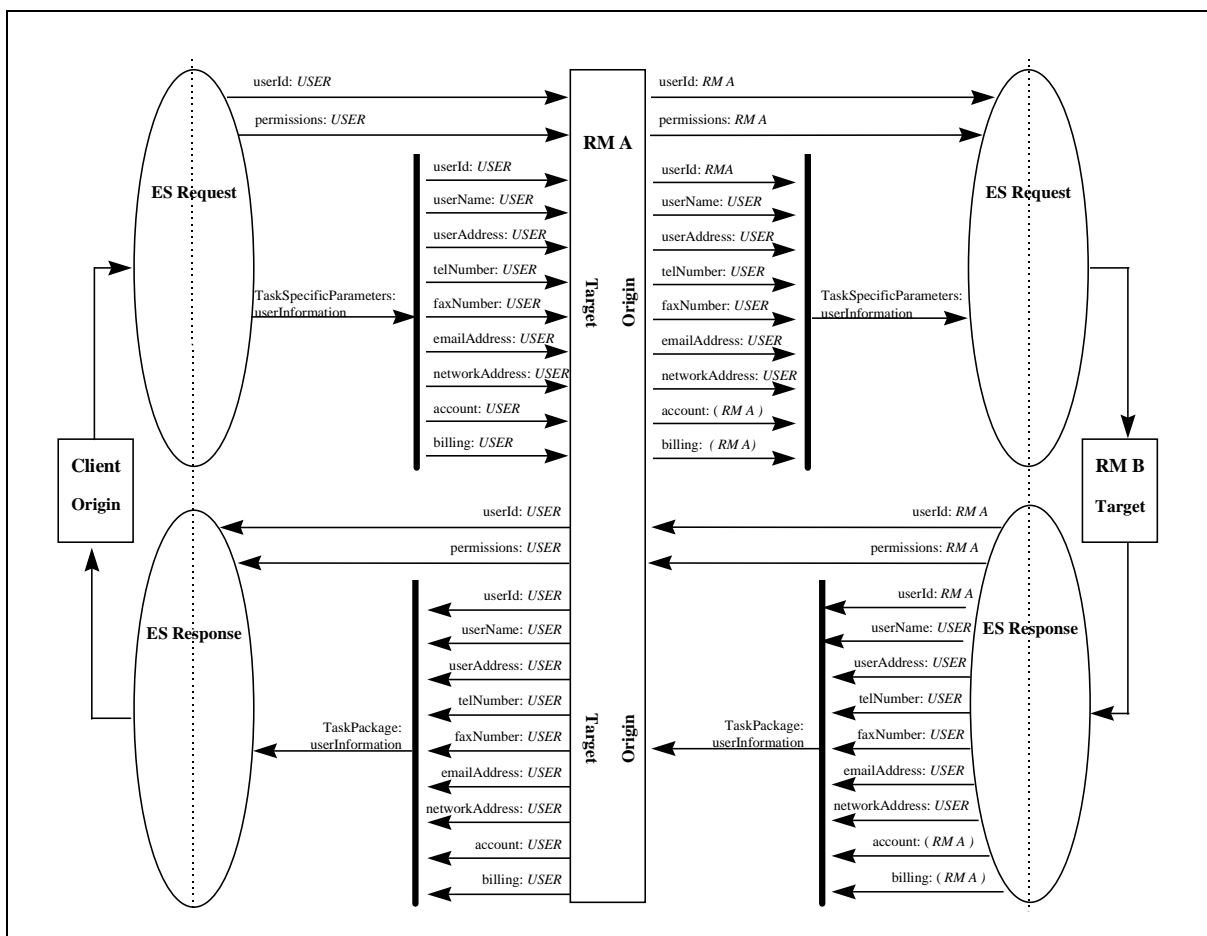 userId: USER
permissions: USER
ES Request
TaskSpecificParameters:
userInformation
userId: USER
userName: USER
userAddress: USER
telNumber: USER
faxNumber: USER
emailAddress: USER
networkAddress: USER
account: USER
billing: USER
RM A
Target Origin
userId: RM A
permissions: RM A
userId: RMA
userName: USER
userAddress: USER
telNumber: USER
faxNumber: USER
emailAddress: USER
networkAddress: USER
account: ( RM A )
billing: ( RM A)
TaskSpecificParameters:
userInformation
ES Request
Client
Origin
RM B
Target
userId: USER
permissions: USER
ES Response
TaskPackage:
userInformation
userId: USER
userName: USER
userAddress: USER
telNumber: USER
faxNumber: USER
emailAddress: USER
networkAddress: USER
account: USER
billing: USER
Target Origin
userId: RM A
permissions: RM A
TaskPackage:
userInformation
userId: RM A
userName: USER
userAddress: USER
telNumber: USER
faxNumber: USER
emailAddress: USER
networkAddress: USER
account: ( RM A )
billing: ( RM A )
ES Response